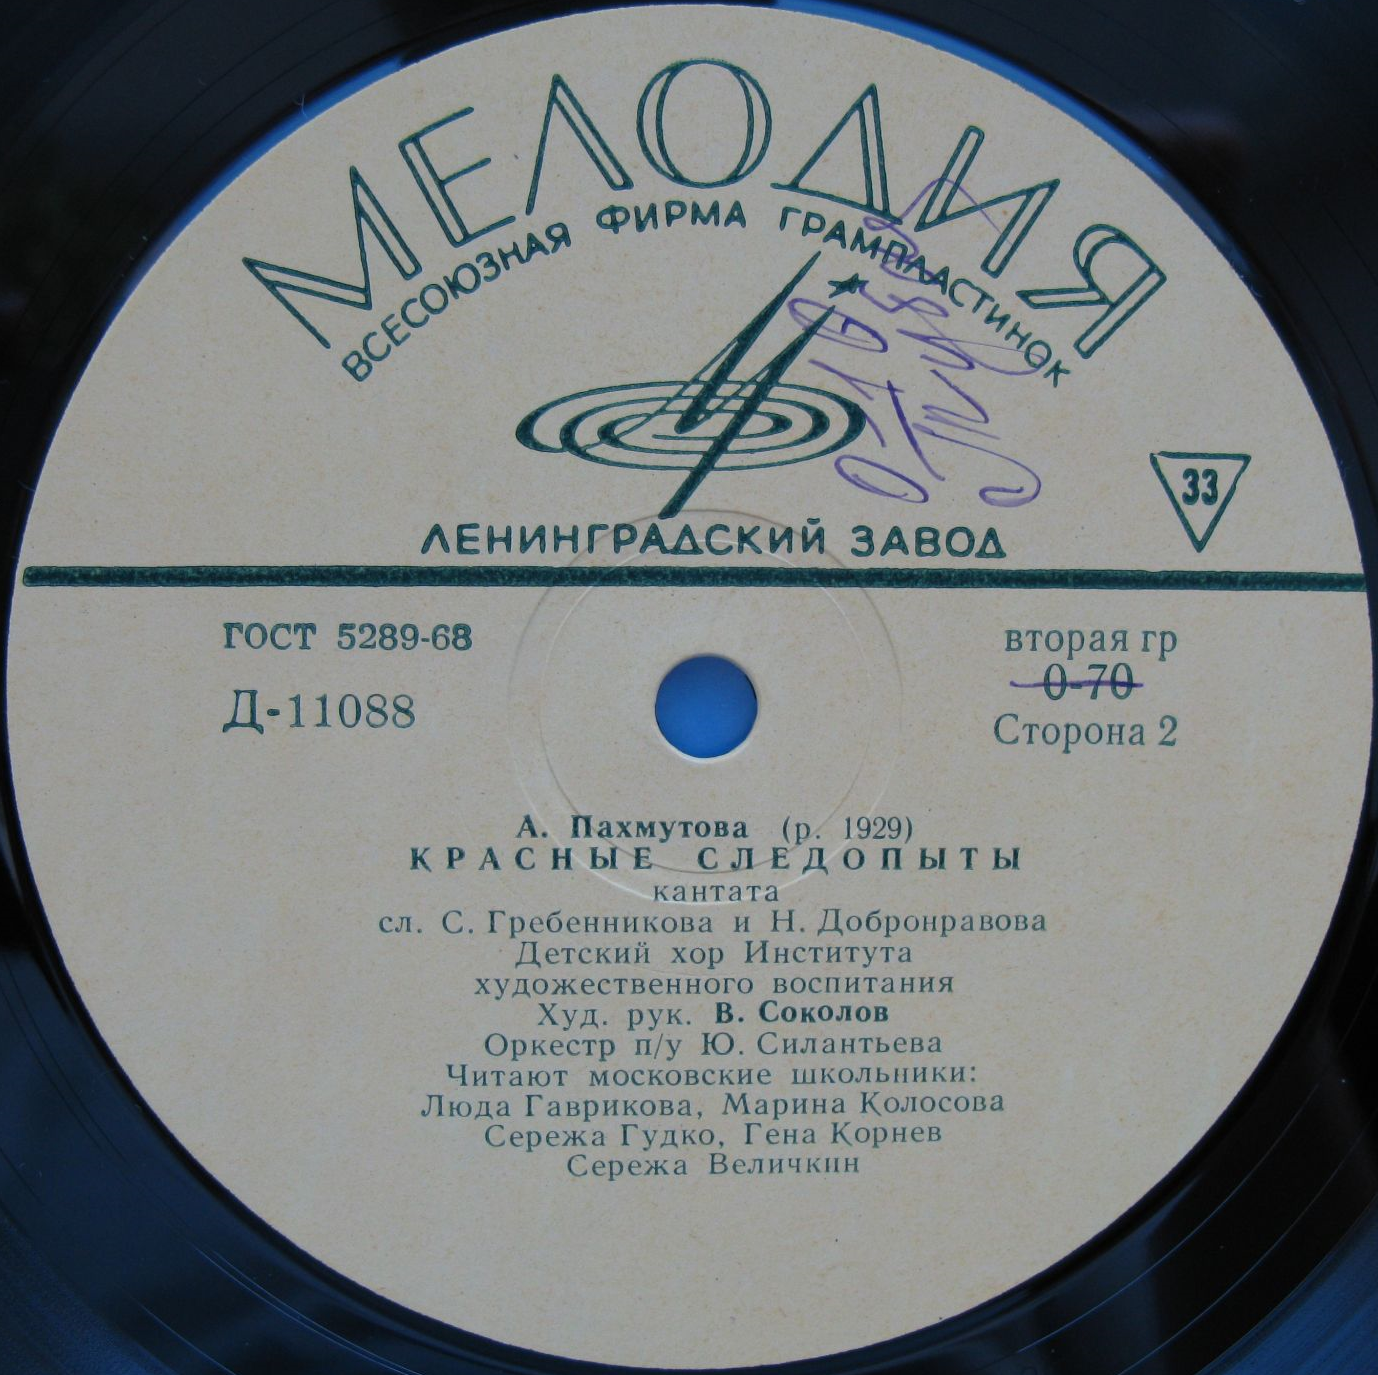 МЕЛОДИЯ
ВСЕСОЮЗНАЯ ФИРМА ГРАМПЛАСТИНОК
ЛЕНИНГРАДСКИЙ ЗАВОД
33
ГОСТ 5289-68
Д-11088
вторая гр
0-70
Сторона 2
А. Пахмутова (р. 1929)
КРАСНЫЕ СЛЕДОПЫТЫ
кантата
сл. С. Гребенникова и Н. Добронравова
Детский хор Института
художественного воспитания
Худ. рук. В. Соколов
Оркестр п/у Ю. Силантьева
Читают московские школьники:
Люда Гаврикова, Марина Колосова
Сережа Гудко, Гена Корнев
Сережа Величкин